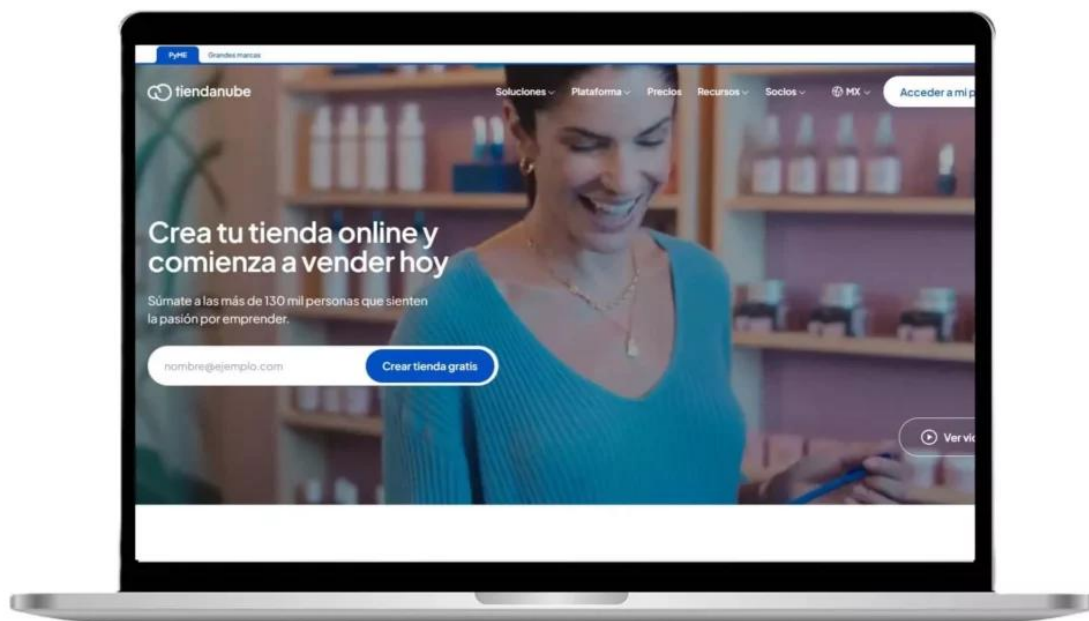 PyME Grandes marcas
tiendanube
Soluciones Plataforma Precios Recursos Socios MX Acceder a mi p
Crea tu tienda online y
comienza a vender hoy
Súmate a las más de 130 mil personas que sienten
la pasión por emprender.
nombre@ejemplo.com Crear tienda gratis
Ver vid